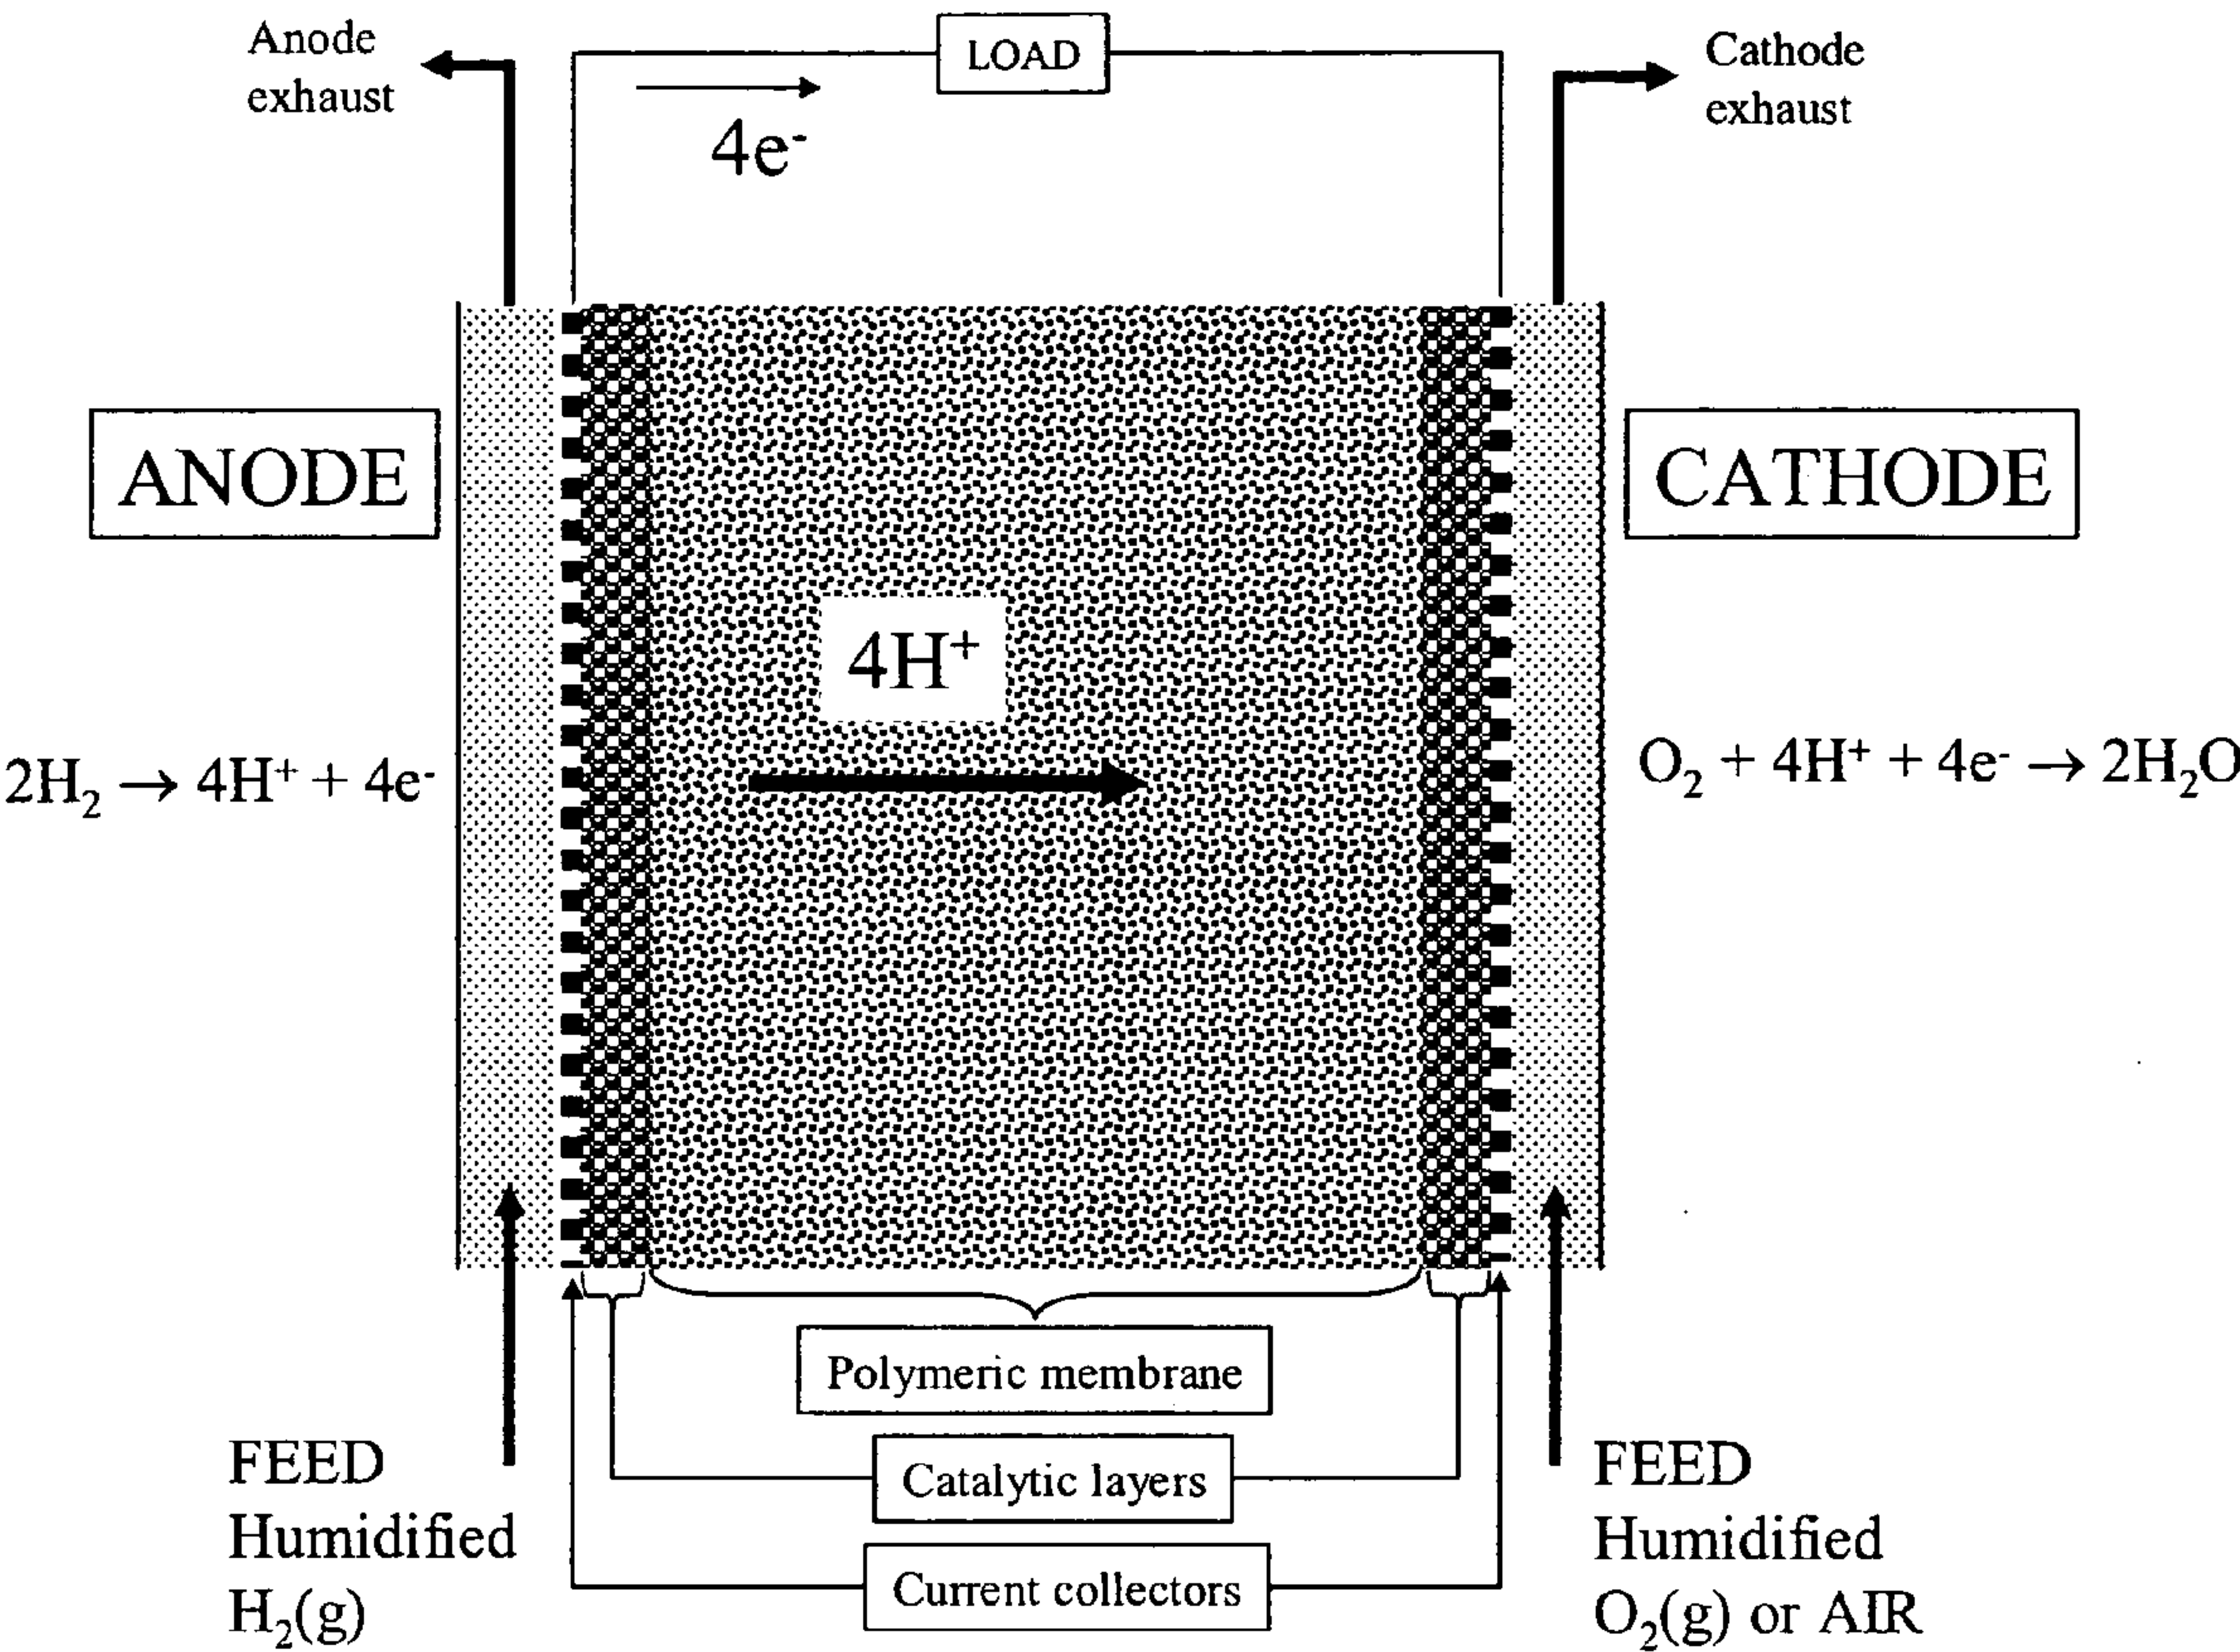 Anode
exhaust
LOAD
Cathode
exhaust
4e⁻
ANODE
CATHODE
4H⁺
2H₂ → 4H⁺ + 4e⁻
O₂ + 4H⁺ + 4e⁻ → 2H₂O
Polymeric membrane
Catalytic layers
Current collectors
FEED
Humidified
H₂(g)
FEED
Humidified
O₂(g) or AIR